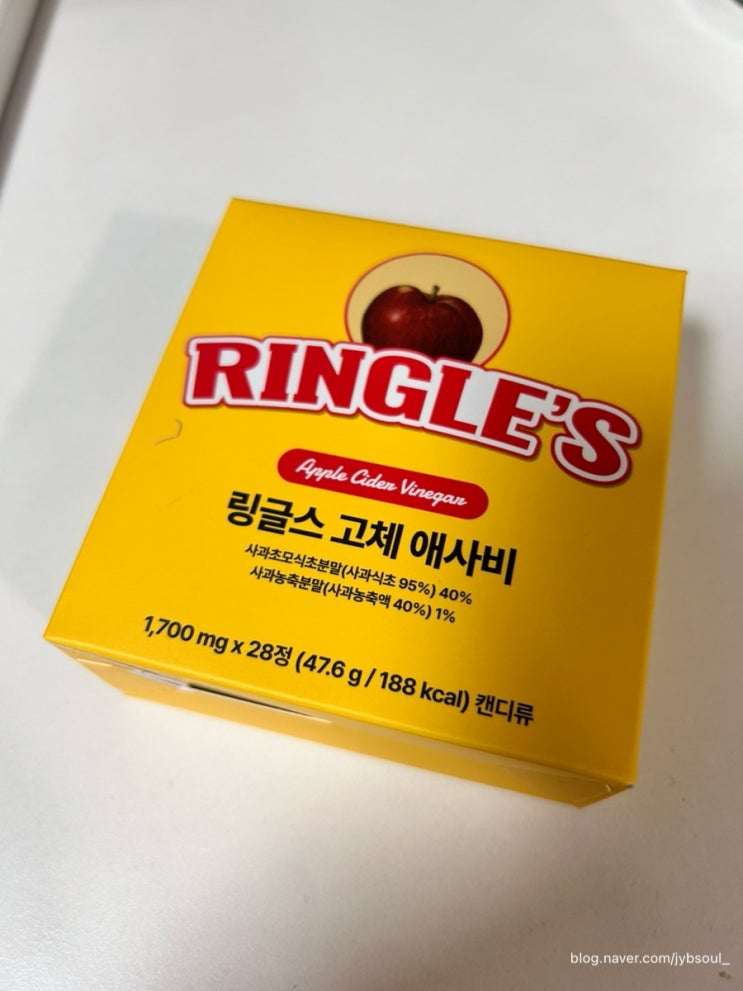 RINGLE'S
Apple Cider Vinegar
링글스 고체 애사비
사과초모식초분말(사과식초 95%) 40%
사과농축분말(사과농축액 40%) 1%
1,700 mg x 28정 (47.6 g / 188 kcal) 캔디류
blog.naver.com/jybsoul_